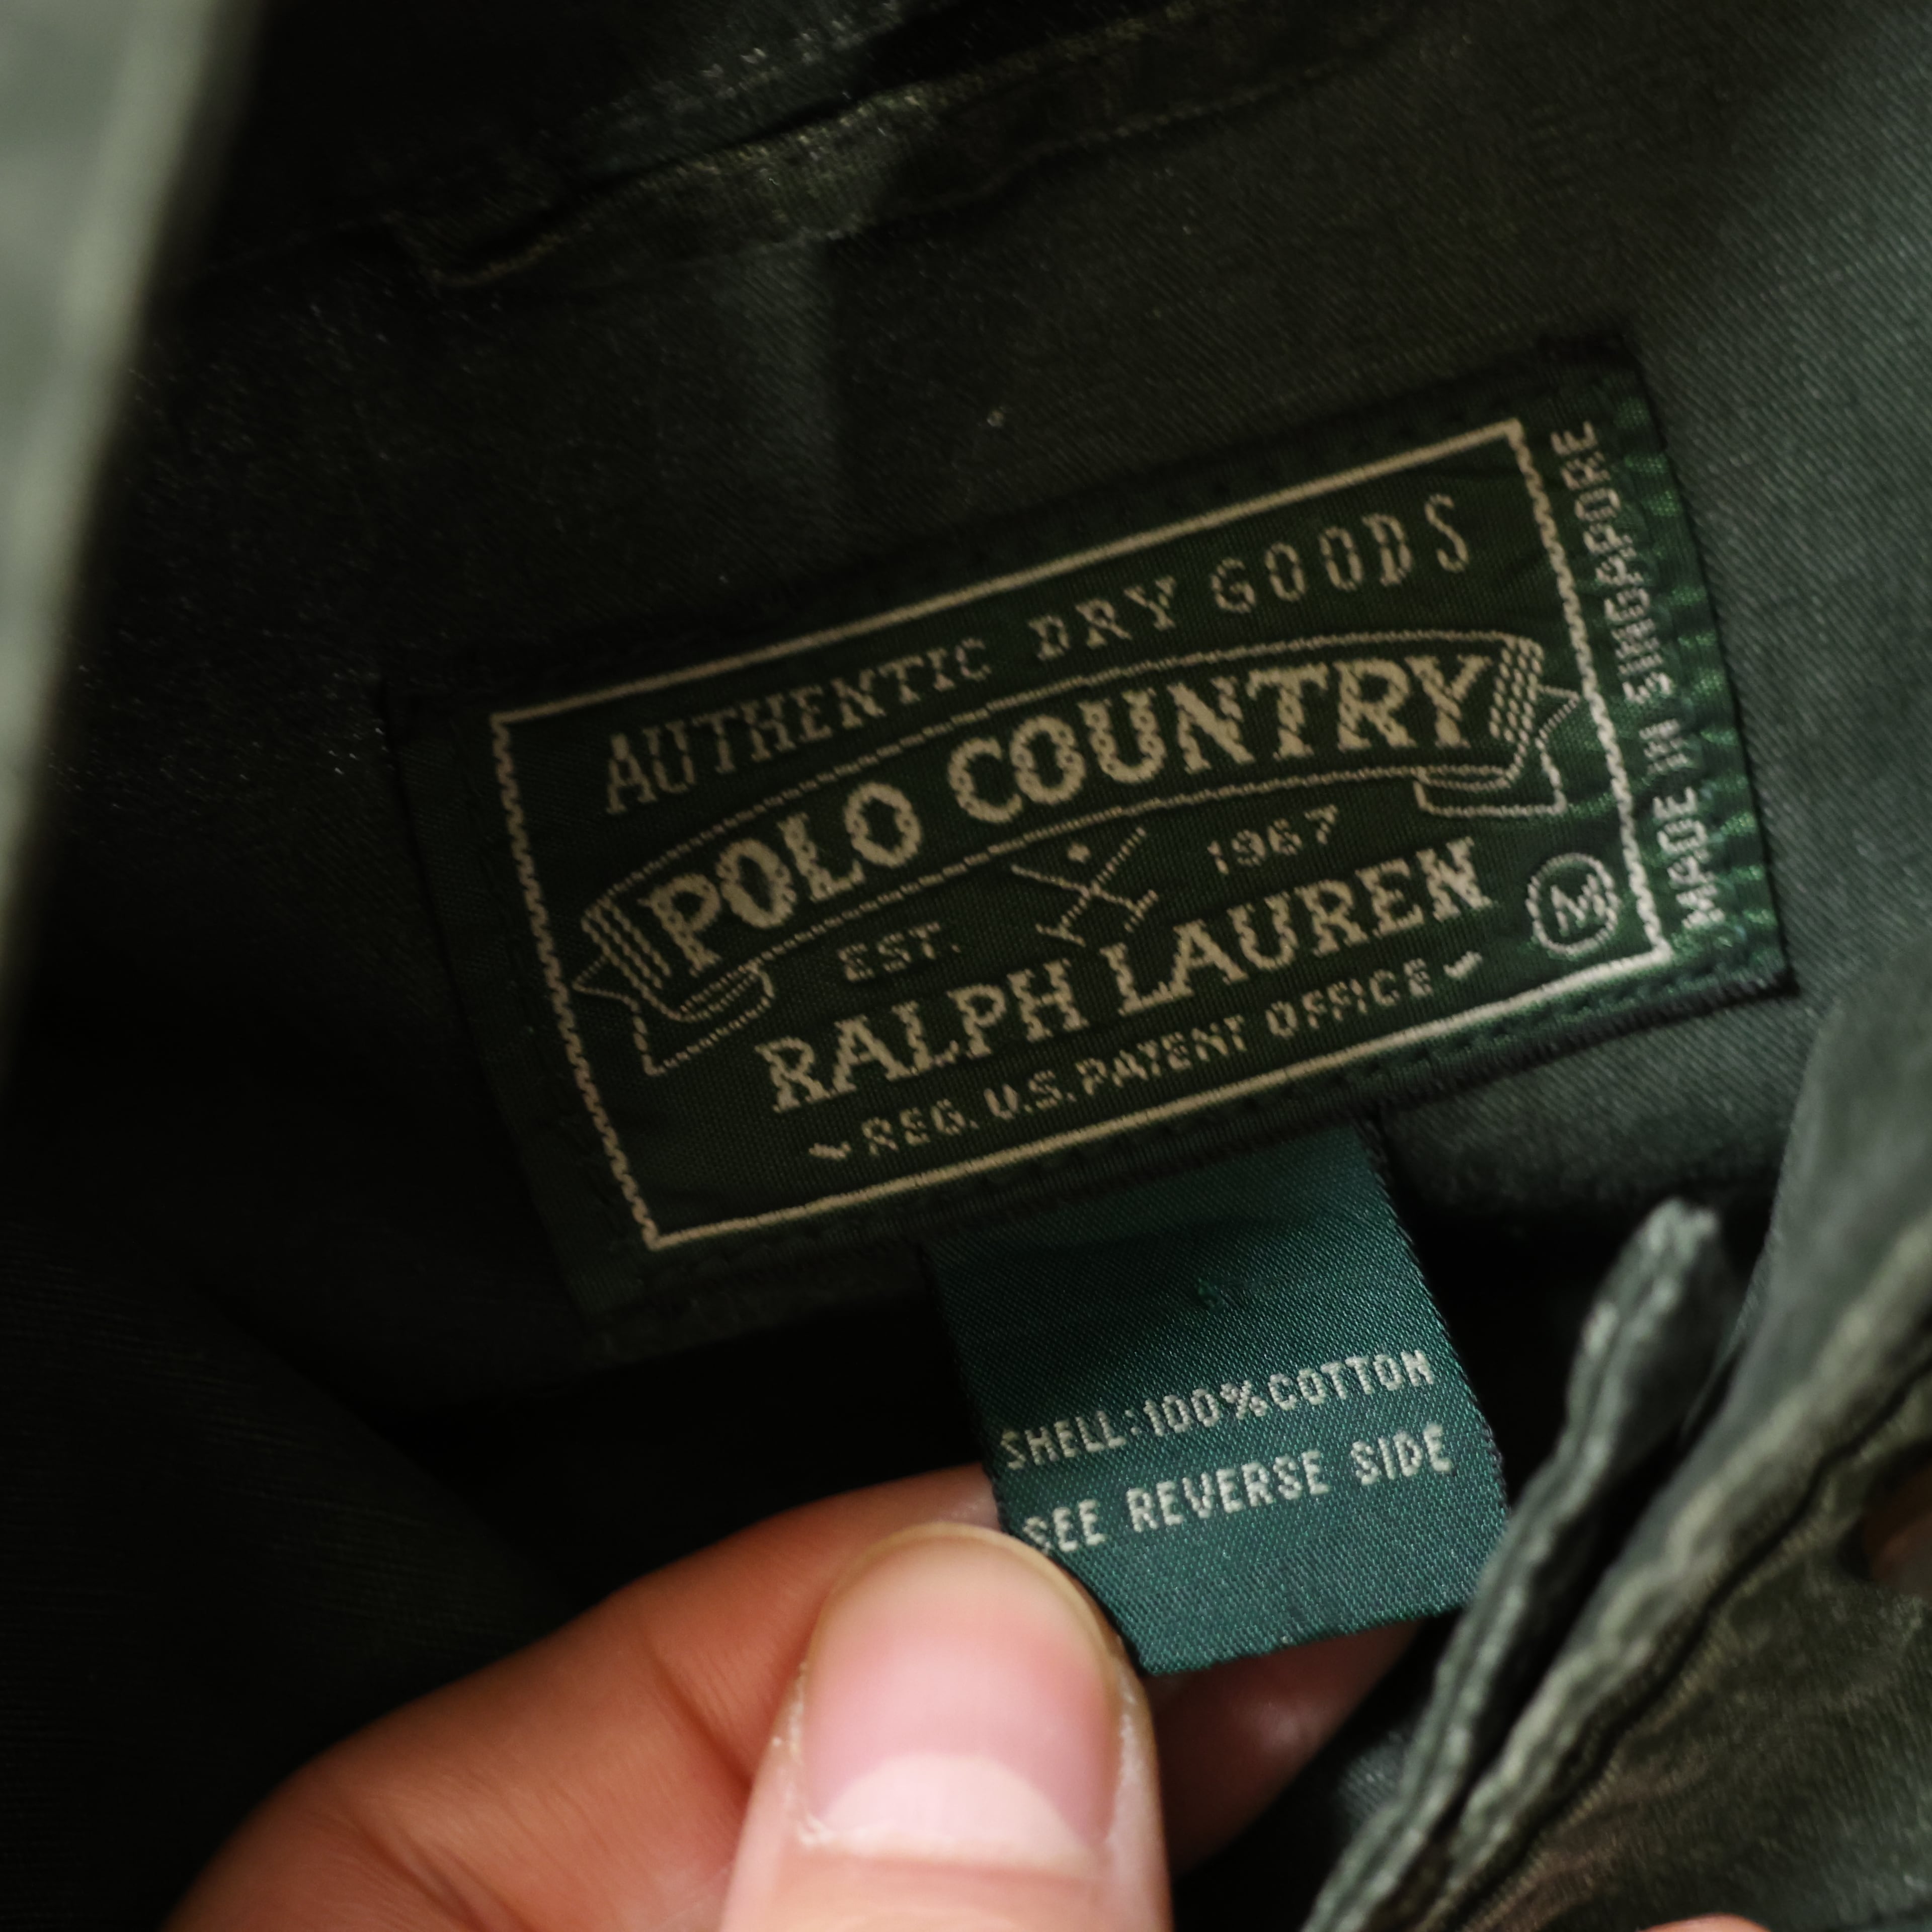 AUTHENTIC DRY GOODS
POLO COUNTRY
EST. 1967
RALPH LAUREN
REG. U.S. PATENT OFFICE
M
MADE IN SINGAPORE
SHELL:100%COTTON
SEE REVERSE SIDE